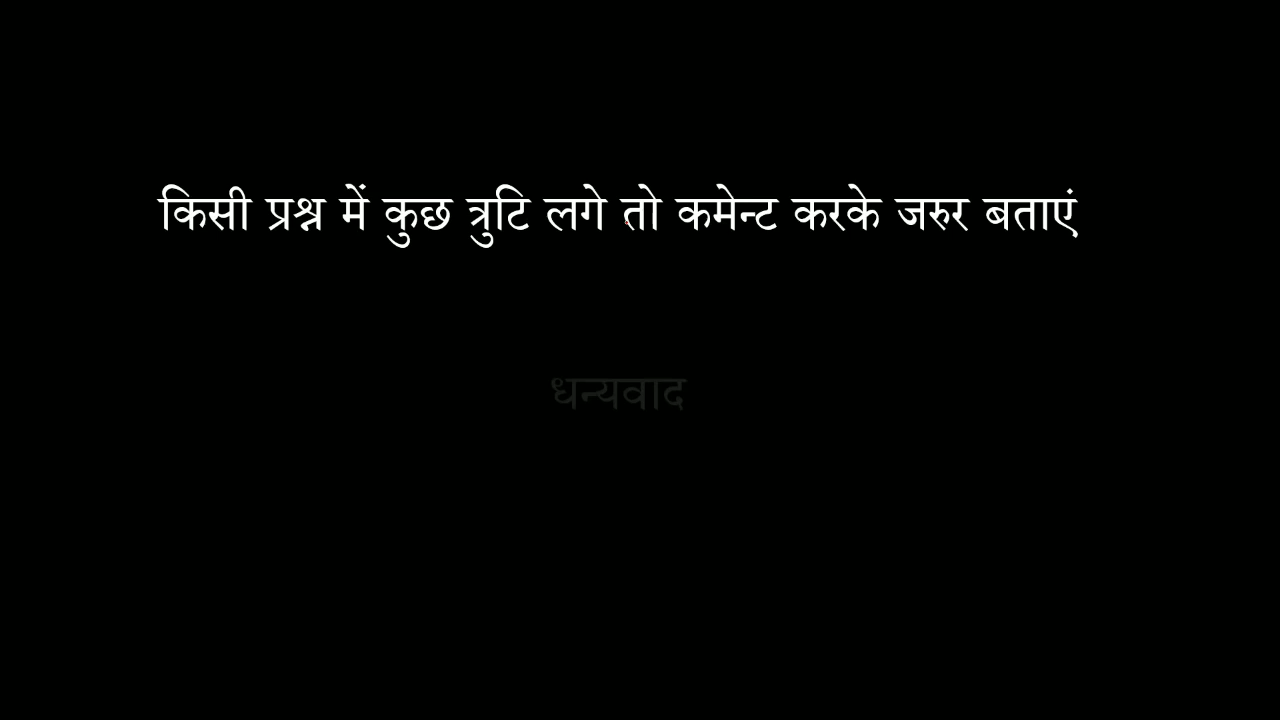 किसी प्रश्न में कुछ त्रुटि लगे तो कमेन्ट करके जरुर बताएं
धन्यवाद